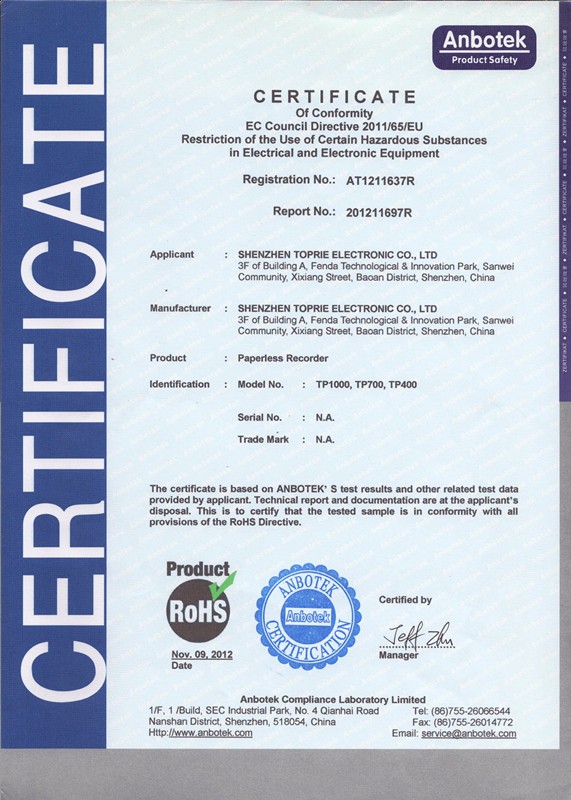 CERTIFICATE
Anbotek
Product Safety
CERTIFICATE
Of Conformity
EC Council Directive 2011/65/EU
Restriction of the Use of Certain Hazardous Substances
in Electrical and Electronic Equipment
Registration No.: AT1211637R
Report No.: 201211697R
Applicant : SHENZHEN TOPRIE ELECTRONIC CO., LTD
3F of Building A, Fenda Technological & Innovation Park, Sanwei
Community, Xixiang Street, Baoan District, Shenzhen, China
Manufacturer : SHENZHEN TOPRIE ELECTRONIC CO., LTD
3F of Building A, Fenda Technological & Innovation Park, Sanwei
Community, Xixiang Street, Baoan District, Shenzhen, China
Product : Paperless Recorder
Identification : Model No. : TP1000, TP700, TP400
Serial No. : N.A.
Trade Mark : N.A.
The certificate is based on ANBOTEK' S test results and other related test data
provided by applicant. Technical report and documentation are at the applicant's
disposal. This is to certify that the tested sample is in conformity with all
provisions of the RoHS Directive.
Product
RoHS
Nov. 09, 2012
Date
ANBOTEK
Anbotek
CERTIFICATION
Certified by
Jeff Zhu
Manager
Anbotek Compliance Laboratory Limited
1/F, 1 /Build, SEC Industrial Park, No. 4 Qianhai Road
Nanshan District, Shenzhen, 518054, China
Http://www.anbotek.com
Tel: (86)755-26066544
Fax: (86)755-26014772
Email: service@anbotek.com
ZERTIFIKAT ◆ CERTIFICATE ◆